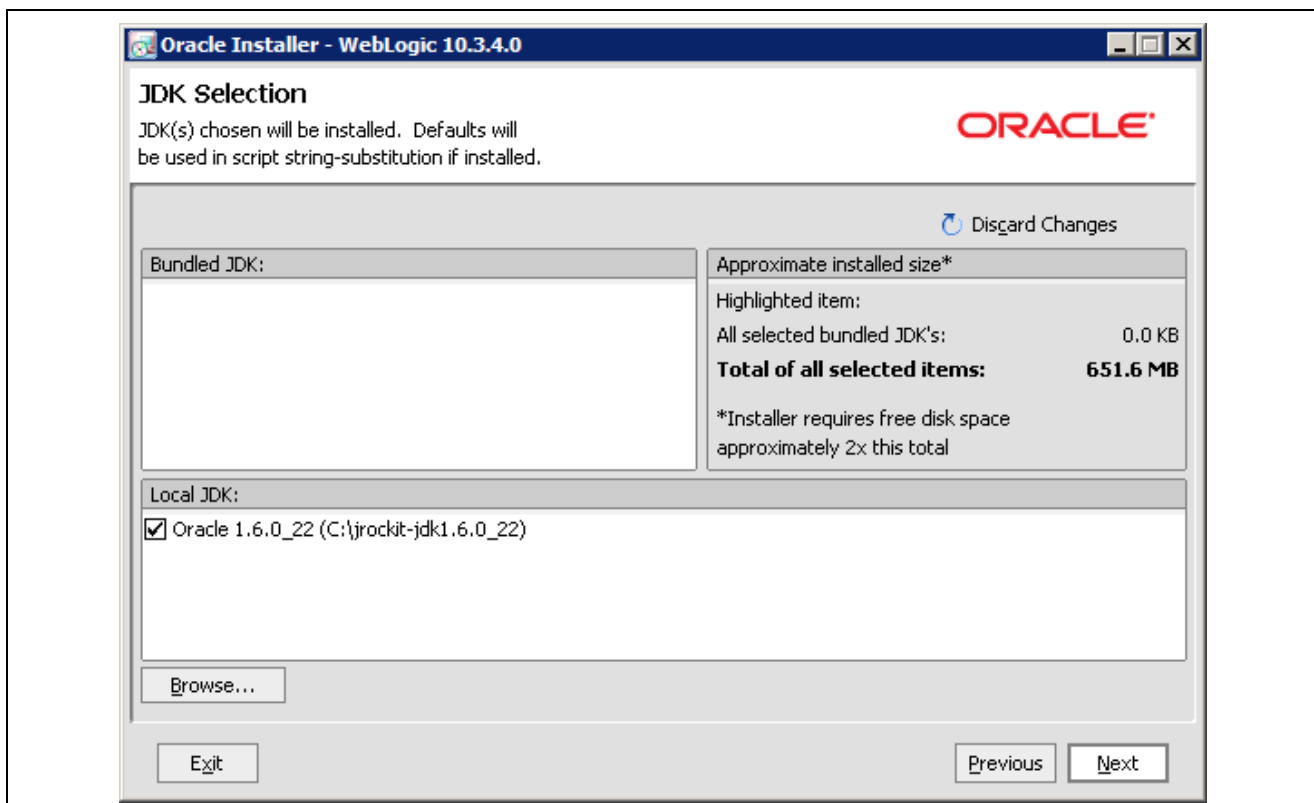 Oracle Installer - WebLogic 10.3.4.0
JDK Selection
JDK(s) chosen will be installed. Defaults will
be used in script string-substitution if installed.
ORACLE
Discard Changes
Bundled JDK:
Approximate installed size*
Highlighted item:
All selected bundled JDK's: 0.0 KB
Total of all selected items: 651.6 MB
*Installer requires free disk space
approximately 2x this total
Local JDK:
Oracle 1.6.0_22 (C:\jrockit-jdk1.6.0_22)
Browse...
Exit
Previous
Next